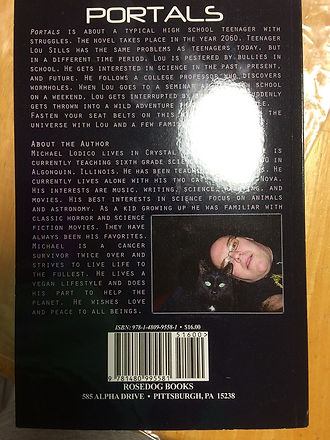 PORTALS
Portals is about a typical high school teenager with
struggles. The novel takes place in the year 2060. Teenager
Lou Sills has the same problems as teenagers today, but
in a different time period. Lou is pestered by bullies in
school. He gets interested in science in the past, present,
and future. He follows a college professor who discovers
wormholes. When Lou goes to a seminar
on a weekend, Lou gets interrupted by
gets thrown into a wild adventure
Fasten your seat belts on this
the universe with Lou and a few
About the Author
Michael Lodico lives in Crystal is
currently teaching sixth grade in
Algonquin, Illinois. He has been He
currently lives alone with his two
His interests are music, writing, and
movies. His best interests in science focus on animals
and astronomy. As a kid growing up he was familiar with
classic horror and science
fiction movies. They have
always been his favorites.
Michael is a cancer
survivor twice over and
strives to live life to
the fullest. He lives a
vegan lifestyle and does
his part to help the
planet. He wishes love
and peace to all beings.
ISBN: 978-1-4809-9558-1 • $16.00
51600
9 781480 995581
ROSEDOG BOOKS
585 ALPHA DRIVE • PITTSBURGH, PA 15238